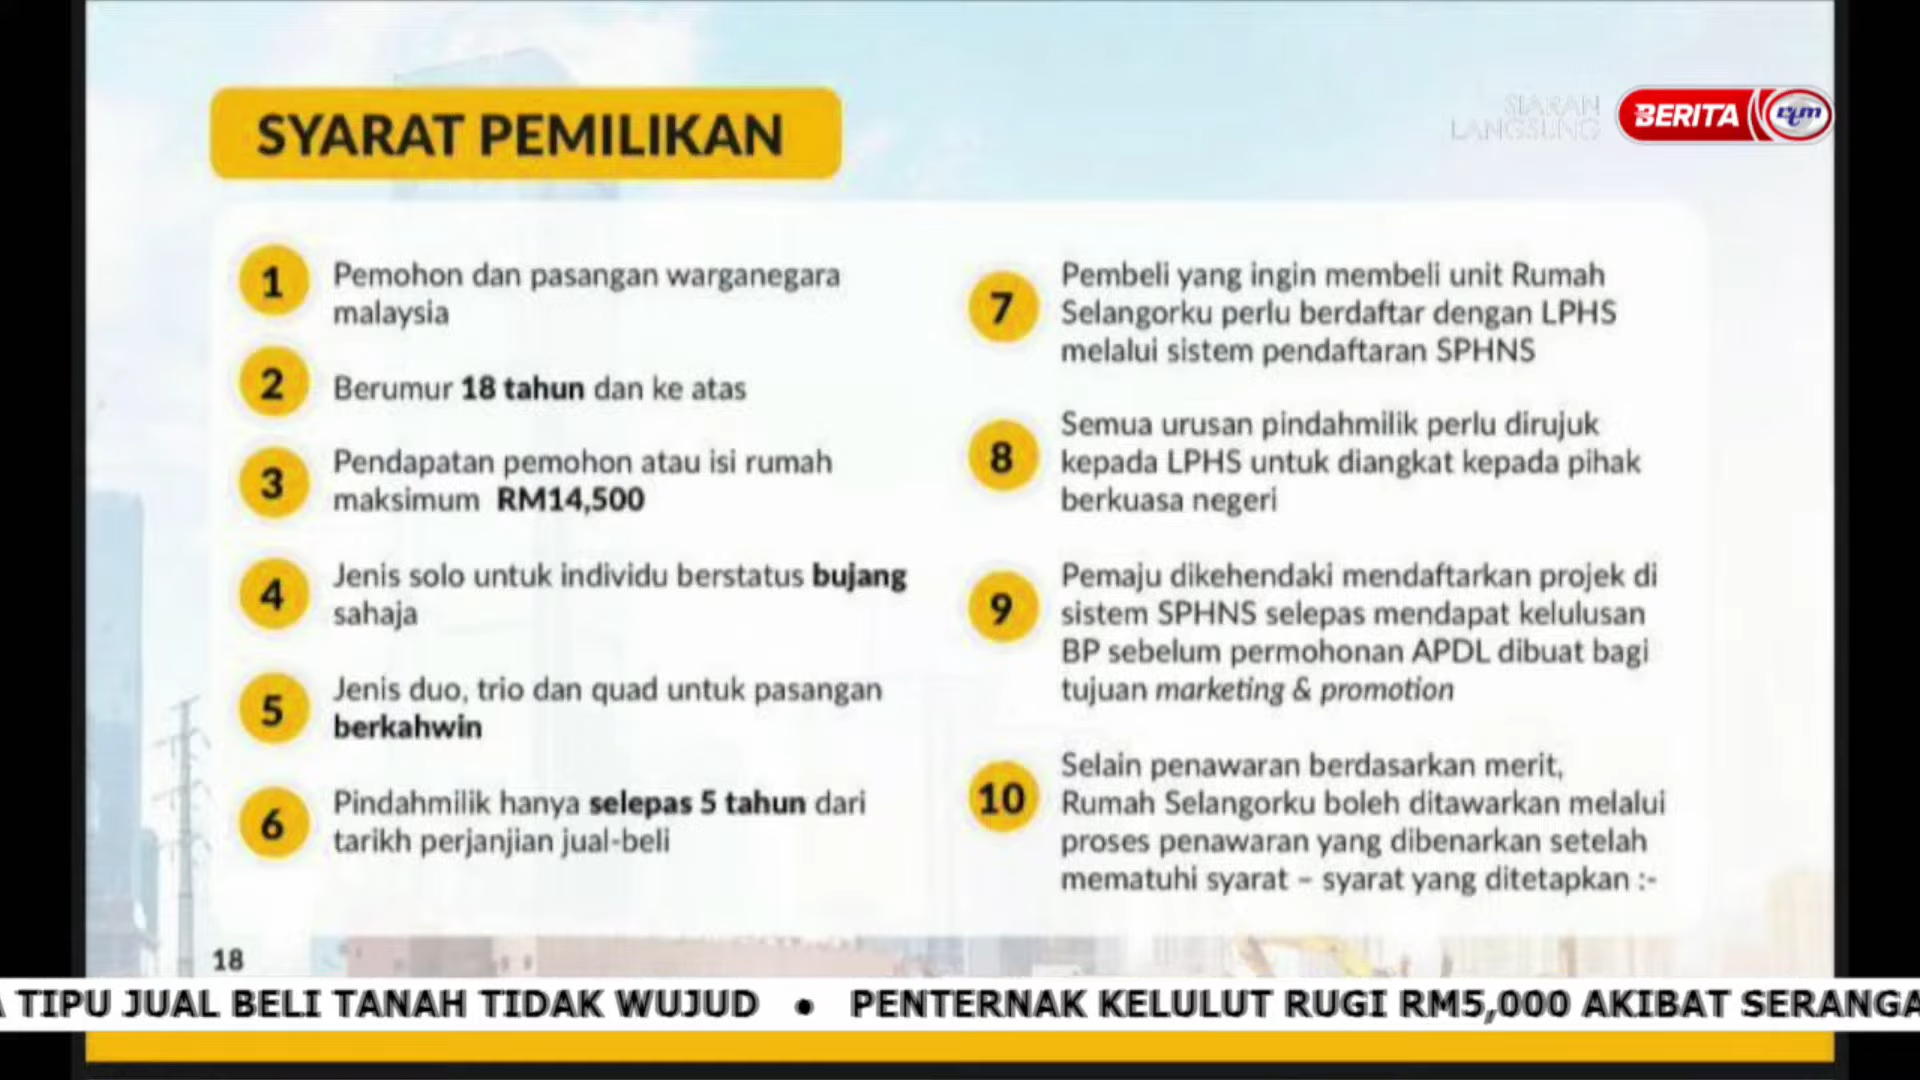 SYARAT PEMILIKAN
SIARAN
LANGSUNG
BERITA rtm
1
Pemohon dan pasangan warganegara
malaysia
2
Berumur 18 tahun dan ke atas
3
Pendapatan pemohon atau isi rumah
maksimum RM14,500
4
Jenis solo untuk individu berstatus bujang
sahaja
5
Jenis duo, trio dan quad untuk pasangan
berkahwin
6
Pindahmilik hanya selepas 5 tahun dari
tarikh perjanjian jual-beli
7
Pembeli yang ingin membeli unit Rumah
Selangorku perlu berdaftar dengan LPHS
melalui sistem pendaftaran SPHNS
8
Semua urusan pindahmilik perlu dirujuk
kepada LPHS untuk diangkat kepada pihak
berkuasa negeri
9
Pemaju dikehendaki mendaftarkan projek di
sistem SPHNS selepas mendapat kelulusan
BP sebelum permohonan APDL dibuat bagi
tujuan marketing & promotion
10
Selain penawaran berdasarkan merit,
Rumah Selangorku boleh ditawarkan melalui
proses penawaran yang dibenarkan setelah
mematuhi syarat – syarat yang ditetapkan :-
18
A TIPU JUAL BELI TANAH TIDAK WUJUD • PENTERNAK KELULUT RUGI RM5,000 AKIBAT SERANGA